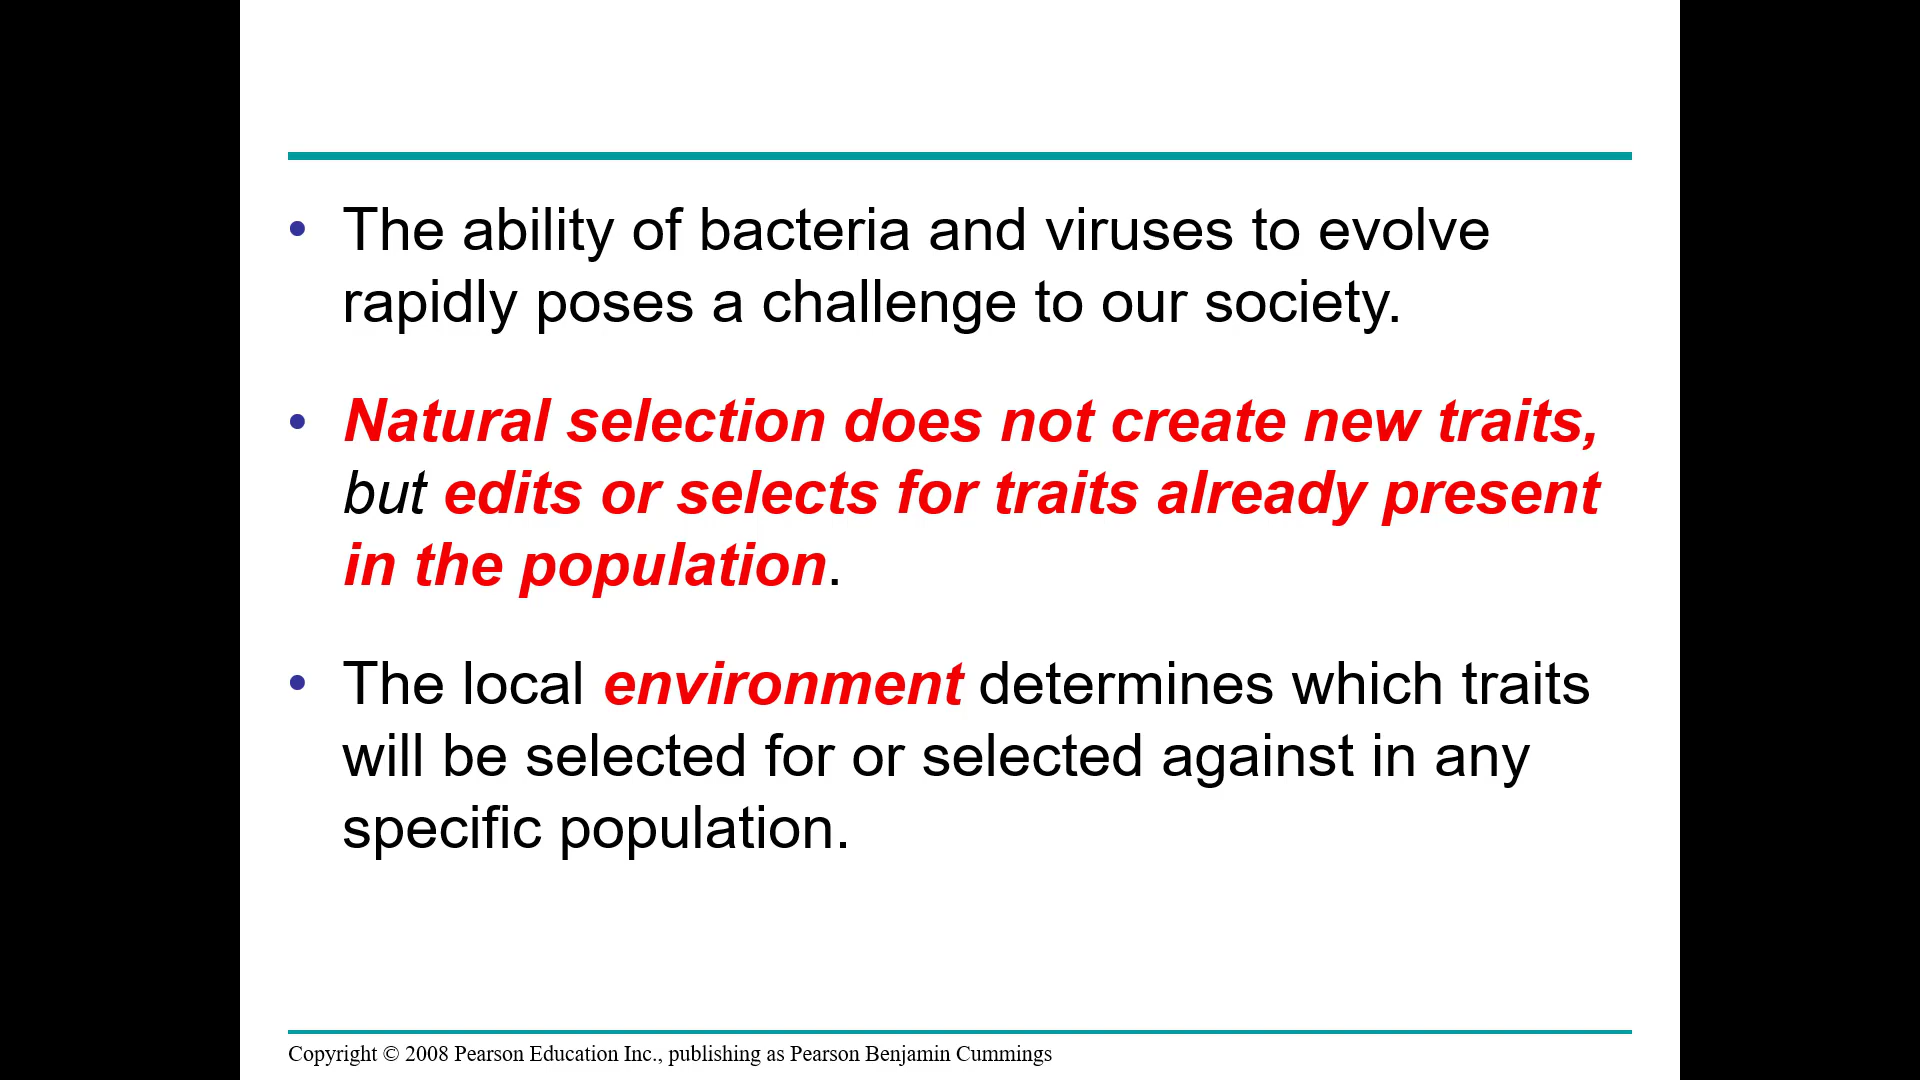 • The ability of bacteria and viruses to evolve
rapidly poses a challenge to our society.
• Natural selection does not create new traits,
but edits or selects for traits already present
in the population.
• The local environment determines which traits
will be selected for or selected against in any
specific population.
Copyright © 2008 Pearson Education Inc., publishing as Pearson Benjamin Cummings